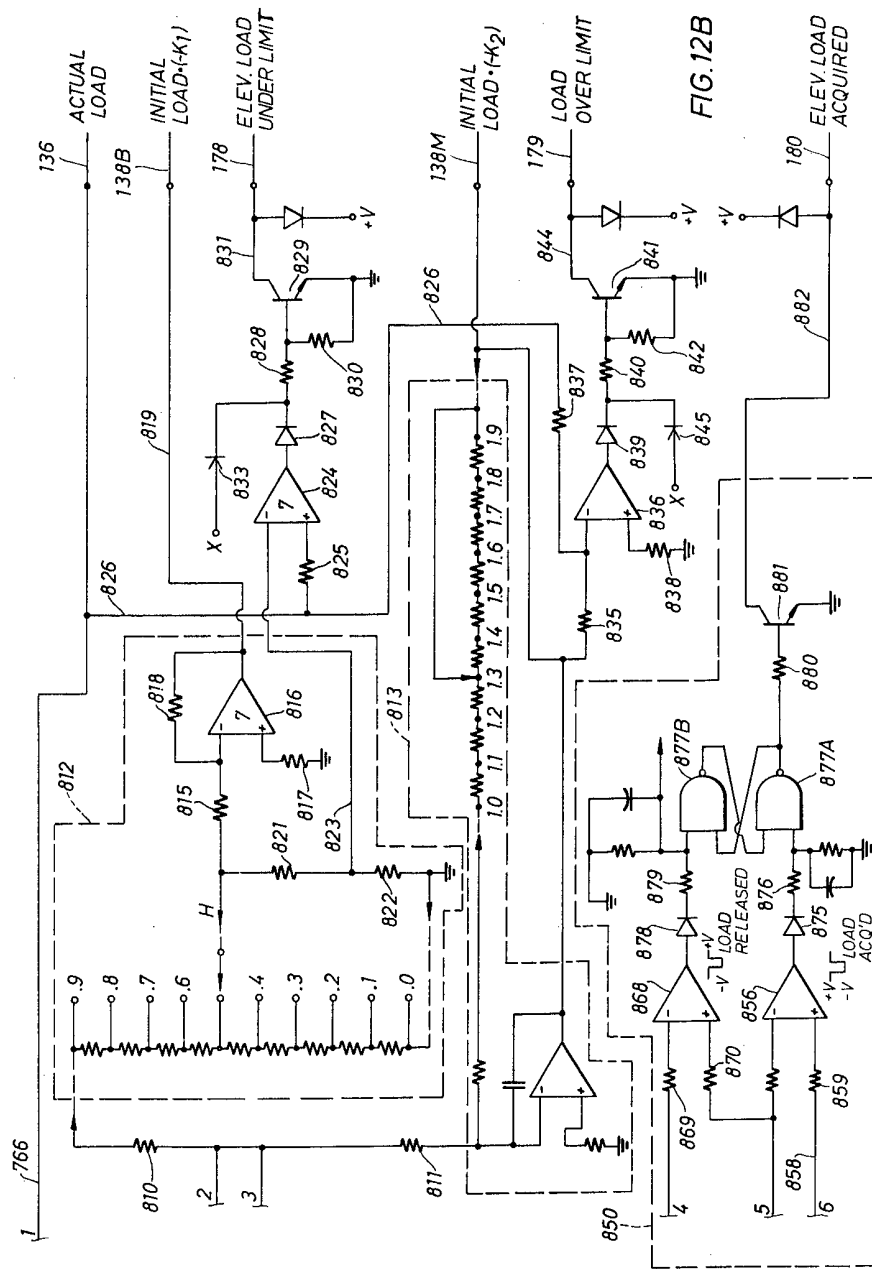 1
766
136
ACTUAL
LOAD
138B
INITIAL
LOAD·(-K1)
178
ELEV. LOAD
UNDER LIMIT
826
819
831
+V
829
828
830
827
833
X
824
7
825
812
818
816
7
815
817
813
821
823
822
H
.9
.8
.7
.6
.4
.3
.2
.1
.0
810
2
3
811
INITIAL
LOAD·(-K2)
138M
826
837
1.0
1.1
1.2
1.3
1.4
1.5
1.6
1.7
1.8
1.9
LOAD
OVER LIMIT
179
844
+V
841
840
842
839
845
X
836
835
838
FIG.12B
ELEV. LOAD
ACQUIRED
180
+V
882
881
880
877B
877A
879
878
876
875
LOAD
RELEASED
+V
-V
LOAD
ACQ'D
+V
-V
868
856
869
870
859
858
850
4
5
6